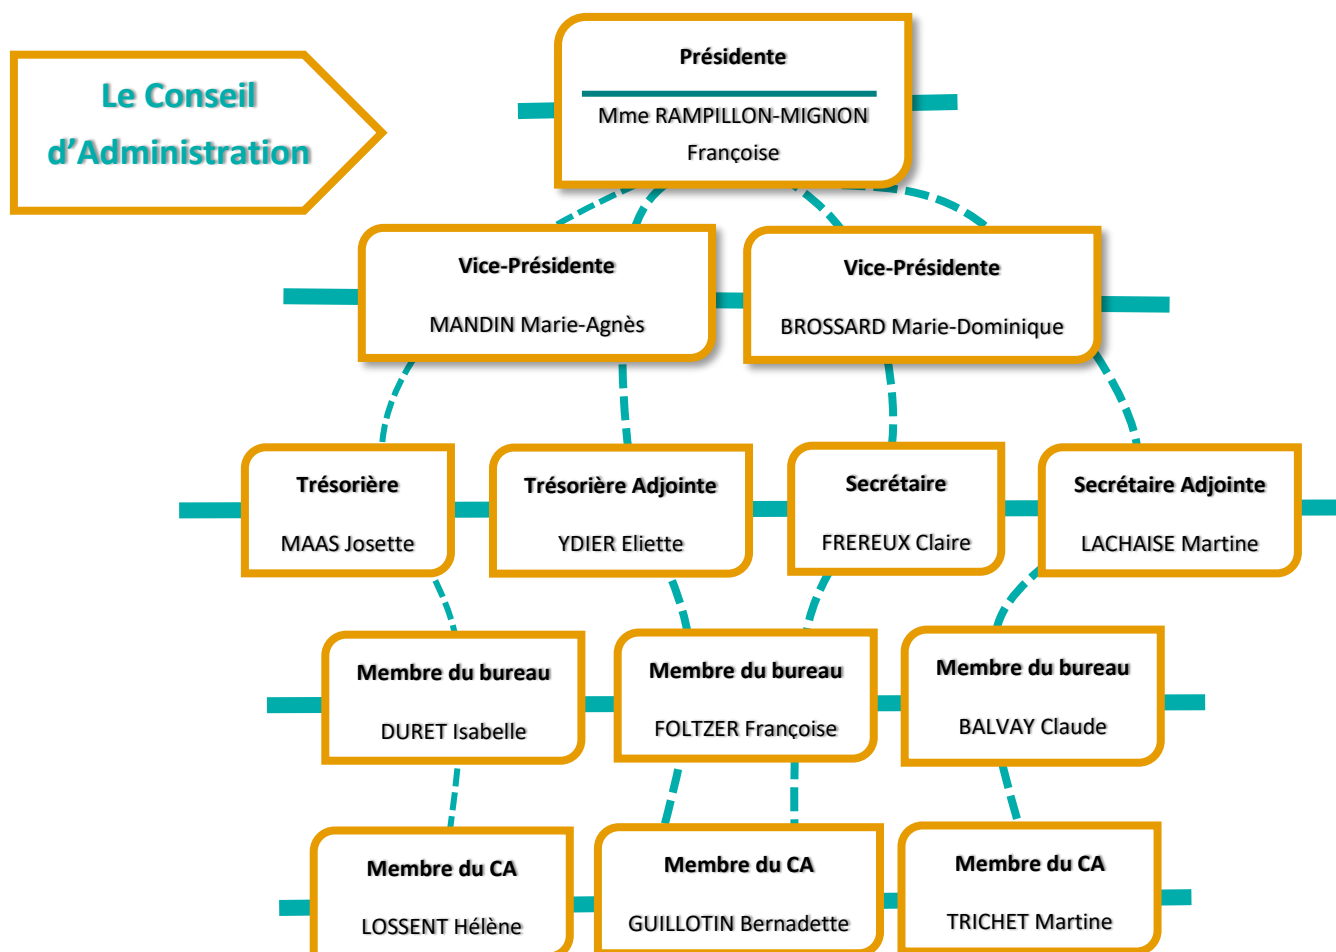 Le Conseil
d’Administration
Présidente
Mme RAMPILLON-MIGNON
Françoise
Vice-Présidente
MANDIN Marie-Agnès
Vice-Présidente
BROSSARD Marie-Dominique
Trésorière
MAAS Josette
Trésorière Adjointe
YDIER Eliette
Secrétaire
FREREUX Claire
Secrétaire Adjointe
LACHAISE Martine
Membre du bureau
DURET Isabelle
Membre du bureau
FOLTZER Françoise
Membre du bureau
BALVAY Claude
Membre du CA
LOSSENT Hélène
Membre du CA
GUILLOTIN Bernadette
Membre du CA
TRICHET Martine